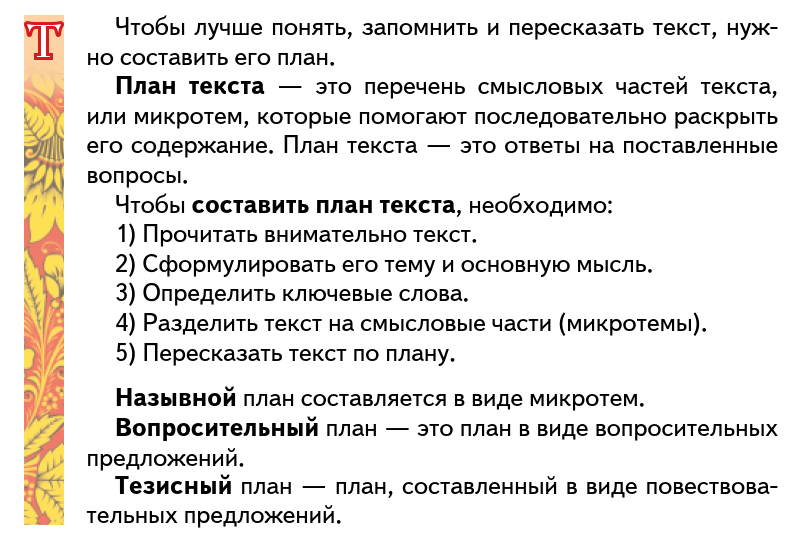 Т
Чтобы лучше понять, запомнить и пересказать текст, нуж-
но составить его план.
План текста — это перечень смысловых частей текста,
или микротем, которые помогают последовательно раскрыть
его содержание. План текста — это ответы на поставленные
вопросы.
Чтобы составить план текста, необходимо:
1) Прочитать внимательно текст.
2) Сформулировать его тему и основную мысль.
3) Определить ключевые слова.
4) Разделить текст на смысловые части (микротемы).
5) Пересказать текст по плану.
Назывной план составляется в виде микротем.
Вопросительный план — это план в виде вопросительных
предложений.
Тезисный план — план, составленный в виде повествова-
тельных предложений.